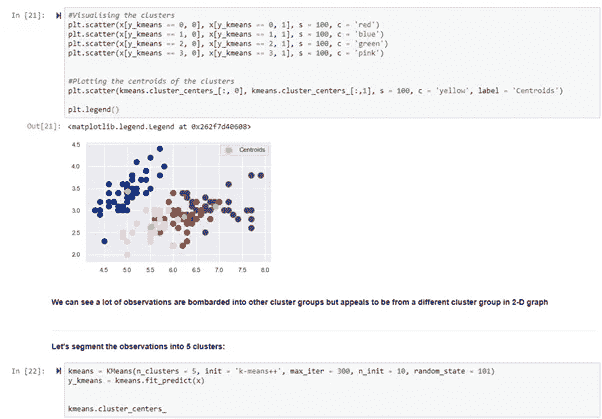 In [21]:
#Visualising the clusters
plt.scatter(x[y_kmeans == 0, 0], x[y_kmeans == 0, 1], s = 100, c = 'red')
plt.scatter(x[y_kmeans == 1, 0], x[y_kmeans == 1, 1], s = 100, c = 'blue')
plt.scatter(x[y_kmeans == 2, 0], x[y_kmeans == 2, 1], s = 100, c = 'green')
plt.scatter(x[y_kmeans == 3, 0], x[y_kmeans == 3, 1], s = 100, c = 'pink')
#Plotting the centroids of the clusters
plt.scatter(kmeans.cluster_centers_[:, 0], kmeans.cluster_centers_[:,1], s = 100, c = 'yellow', label = 'Centroids')
plt.legend()
Out[21]: <matplotlib.legend.Legend at 0x262f7d40608>
Centroids
4.5
4.0
3.5
3.0
2.5
2.0
4.5 5.0 5.5 6.0 6.5 7.0 7.5 8.0
We can see a lot of observations are bombarded into other cluster groups but appeals to be from a different cluster group in 2-D graph
Let's segment the observations into 5 clusters:
In [22]:
kmeans = KMeans(n_clusters = 5, init = 'k-means++', max_iter = 300, n_init = 10, random_state = 101)
y_kmeans = kmeans.fit_predict(x)
kmeans.cluster_centers_